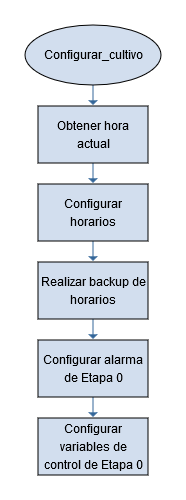 Configurar_cultivo
Obtener hora
actual
Configurar
horarios
Realizar backup de
horarios
Configurar alarma
de Etapa 0
Configurar
variables de
control de Etapa 0